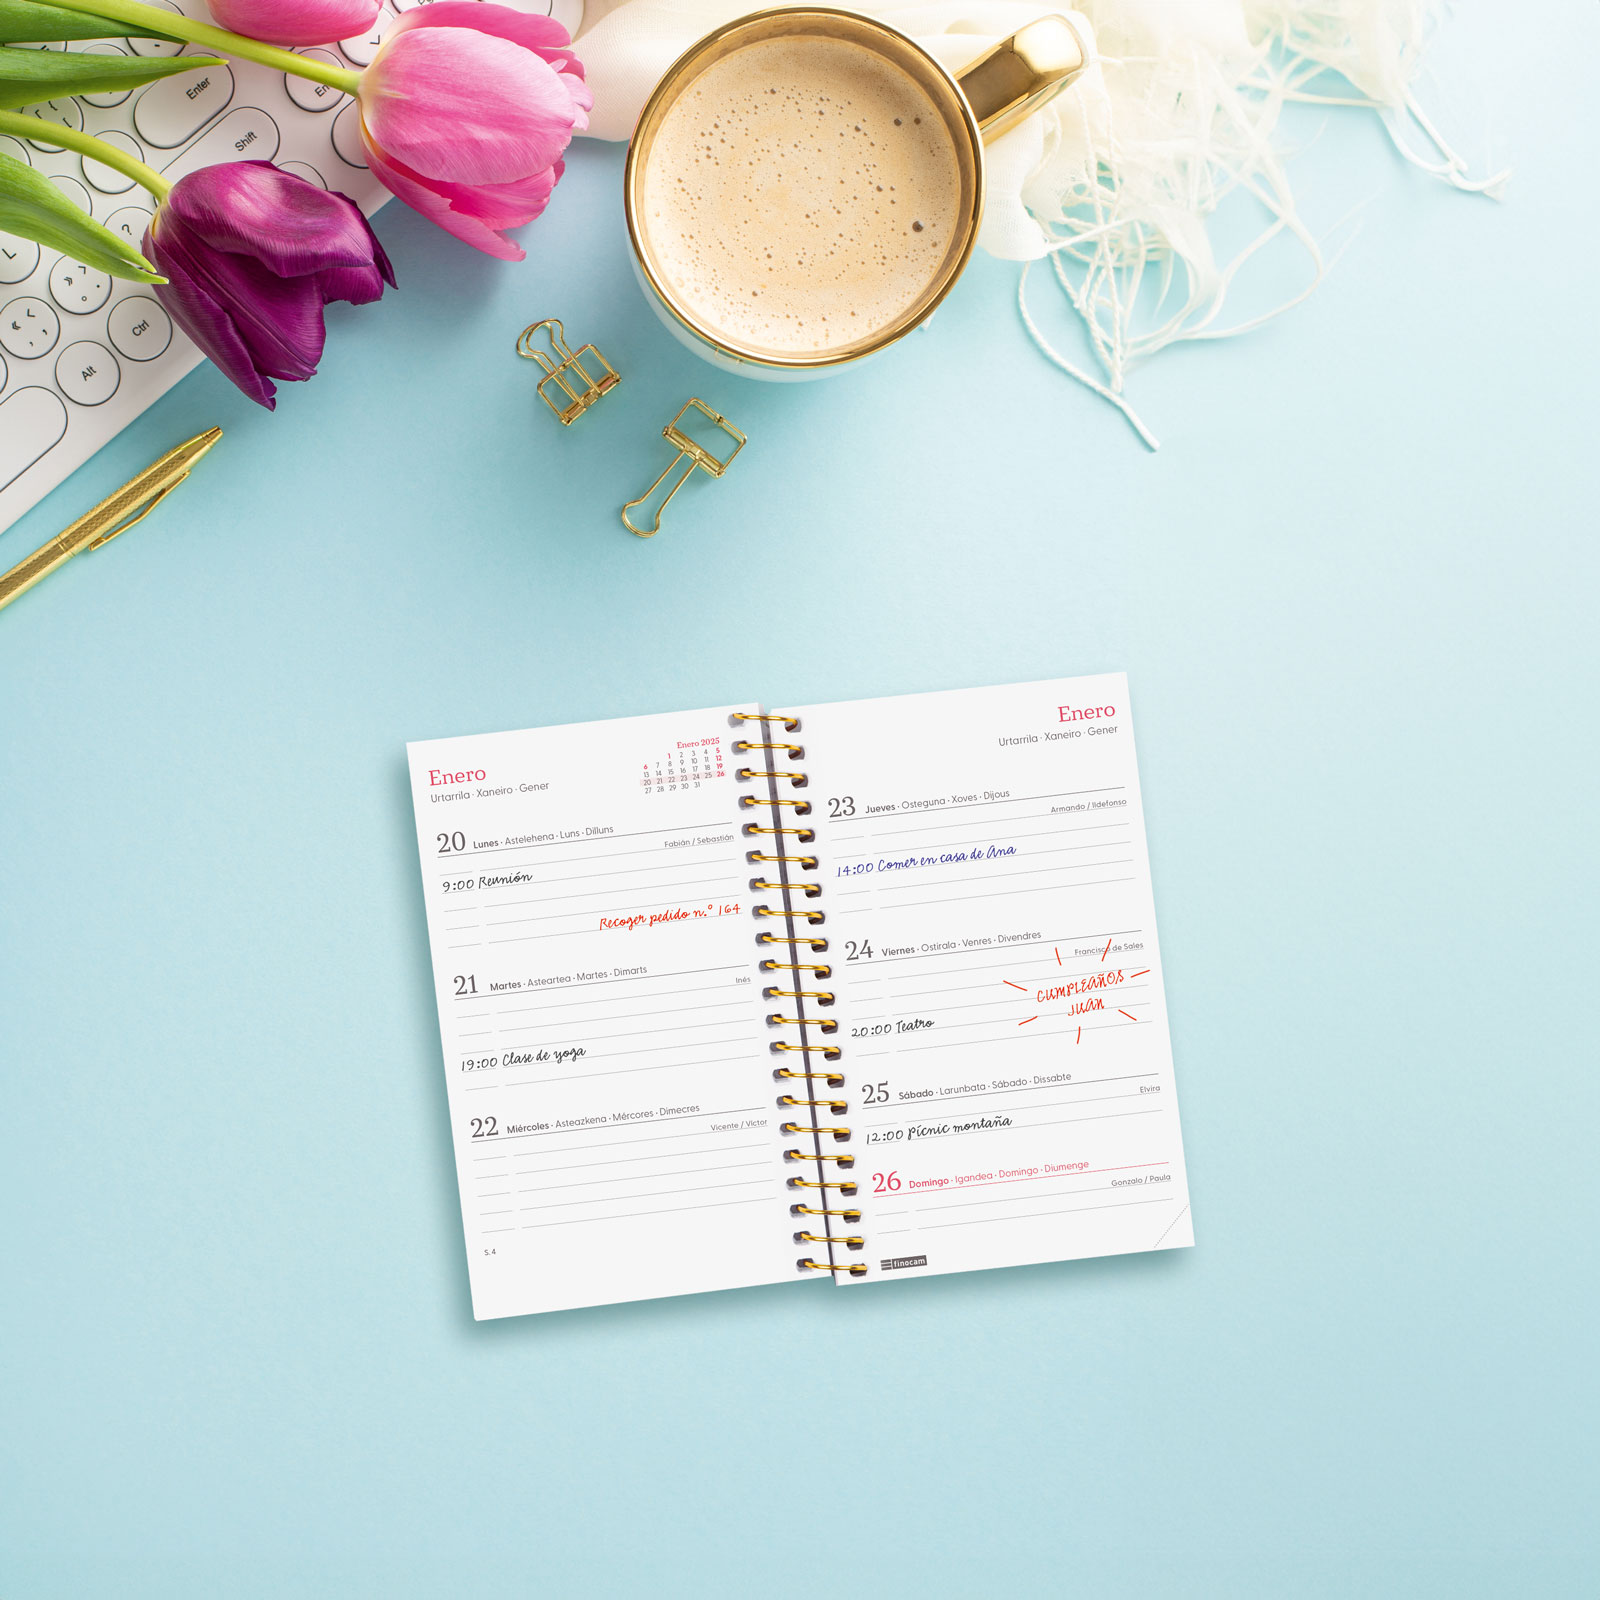 Enter
Shift
Ctrl
Alt
Enero
Urtarrila · Xaneiro · Gener
Enero 2025
1 2 3 4 5
6 7 8 9 10 11 12
13 14 15 16 17 18 19
20 21 22 23 24 25 26
27 28 29 30 31
20 Lunes · Astelehena · Luns · Dilluns
Fabián / Sebastián
9:00 Reunión
Recoger pedido n.º 164
21 Martes · Asteartea · Martes · Dimarts
Inés
19:00 Clase de yoga
22 Miércoles · Asteazkena · Mércores · Dimecres
Vicente / Víctor
S. 4
Enero
Urtarrila · Xaneiro · Gener
23 Jueves · Osteguna · Xoves · Dijous
Armando / Ildefonso
14:00 Comer en casa de Ana
24 Viernes · Ostirala · Venres · Divendres
Francisco de Sales
CUMPLEAÑOS
JUAN
20:00 Teatro
25 Sábado · Larunbata · Sábado · Dissabte
Elvira
12:00 Pícnic montaña
26 Domingo · Igandea · Domingo · Diumenge
Gonzalo / Paula
finocam